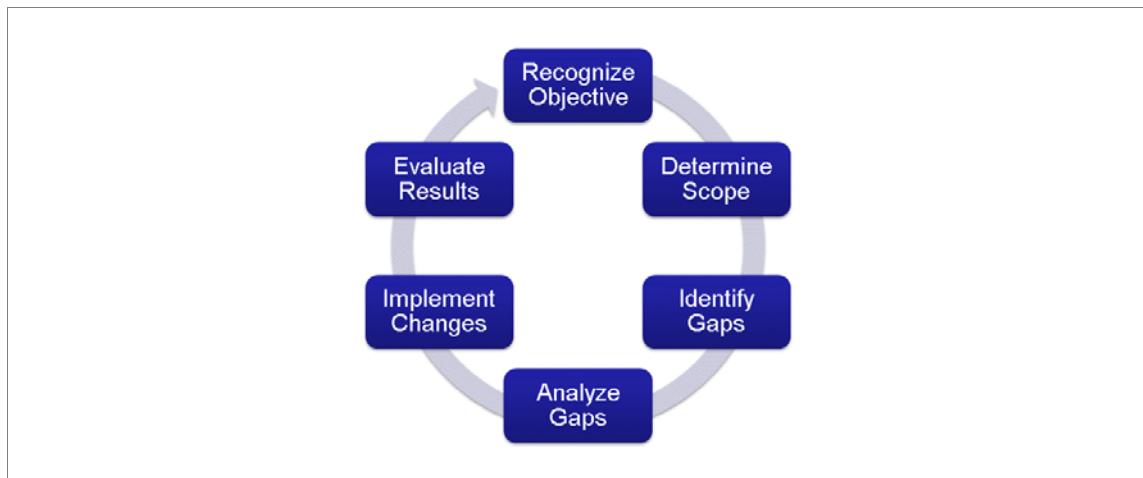 Recognize
Objective
Determine
Scope
Identify
Gaps
Analyze
Gaps
Implement
Changes
Evaluate
Results